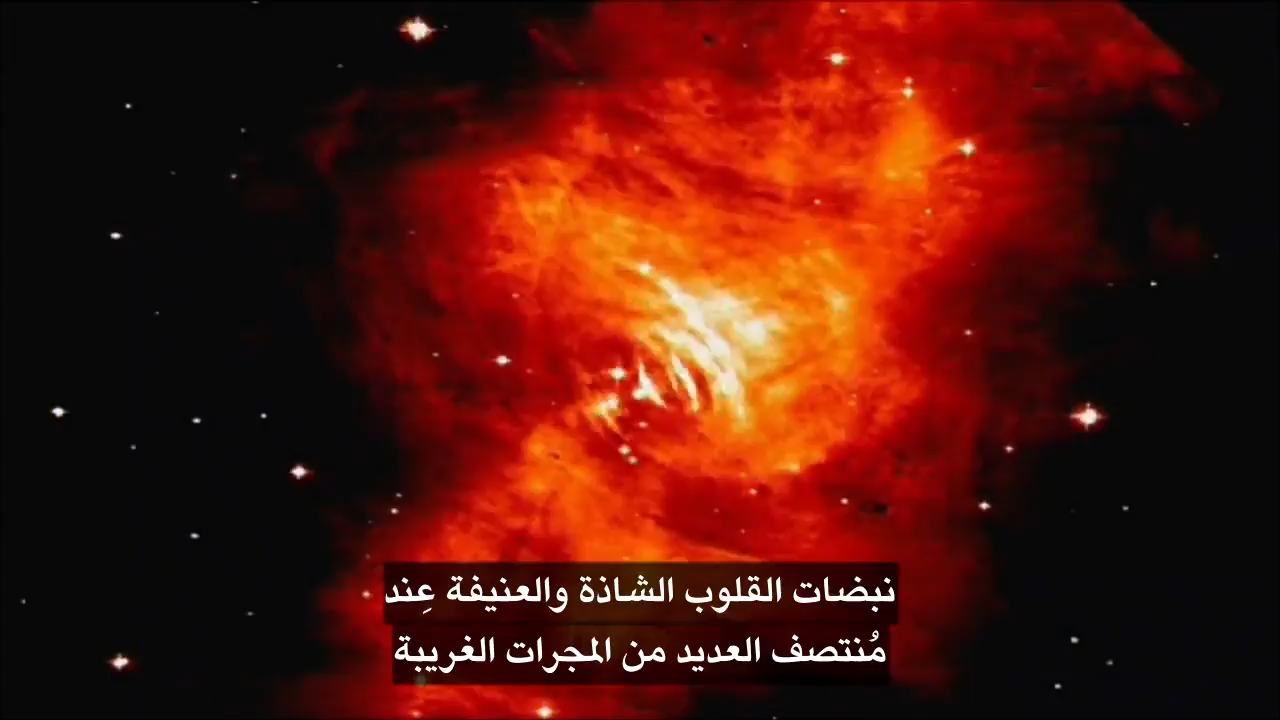 نبضات القلوب الشاذة والعنيفة عِند
مُنتصف العديد من المجرات الغريبة